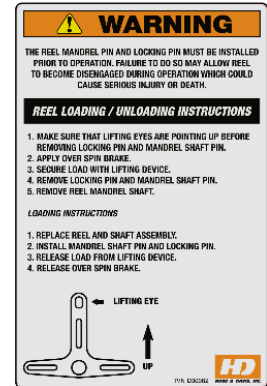 WARNING
THE REEL MANDREL PIN AND LOCKING PIN MUST BE INSTALLED
PRIOR TO OPERATION. FAILURE TO DO SO MAY ALLOW REEL
TO BECOME DISENGAGED DURING OPERATION WHICH COULD
CAUSE SERIOUS INJURY OR DEATH.
REEL LOADING / UNLOADING INSTRUCTIONS
1. MAKE SURE THAT LIFTING EYES ARE POINTING UP BEFORE
REMOVING LOCKING PIN AND MANDREL SHAFT PIN.
2. APPLY OVER SPIN BRAKE.
3. SECURE LOAD WITH LIFTING DEVICE.
4. REMOVE LOCKING PIN AND MANDREL SHAFT PIN.
5. REMOVE REEL MANDREL SHAFT.
LOADING INSTRUCTIONS
1. REPLACE REEL AND SHAFT ASSEMBLY.
2. INSTALL MANDREL SHAFT PIN AND LOCKING PIN.
3. RELEASE LOAD FROM LIFTING DEVICE.
4. RELEASE OVER SPIN BRAKE.
LIFTING EYE
UP
HD
P/N
& DAVIS, INC.